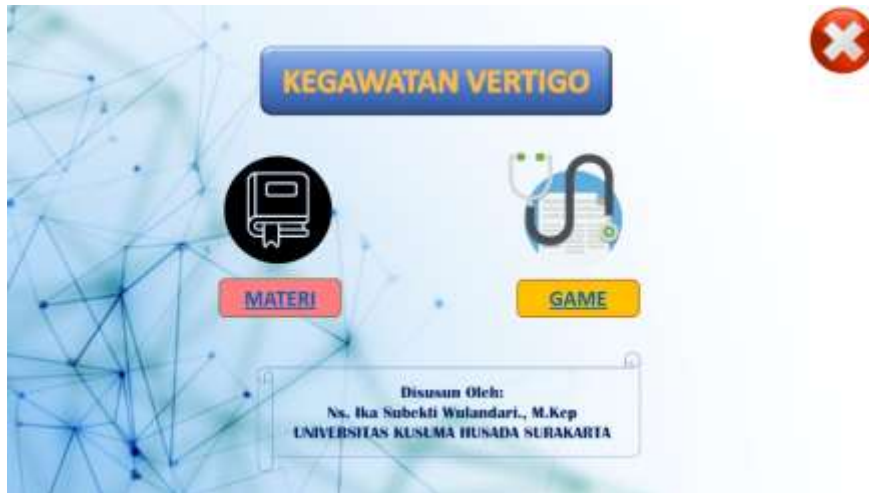 KEGAWATAN VERTIGO
MATERI
GAME
Disusun Oleh:
Ns. Ika Subekti Wulandari., M.Kep
UNIVERSITAS KUSUMA HUSADA SURAKARTA